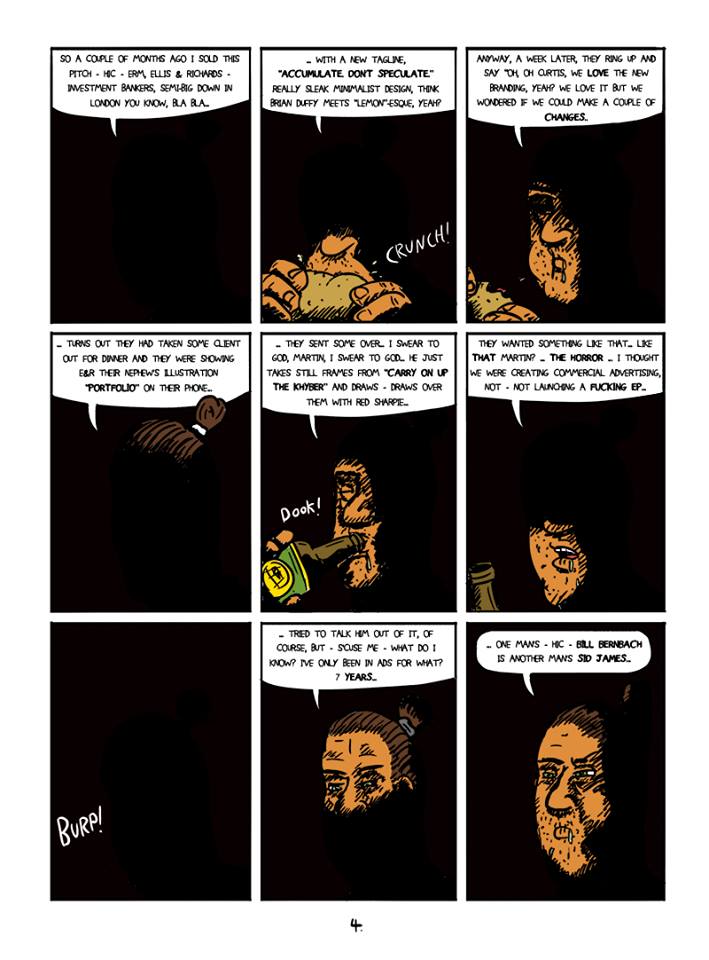 SO A COUPLE OF MONTHS AGO I SOLD THIS
PITCH - HIC - ERM, ELLIS & RICHARDS -
INVESTMENT BANKERS, SEMI-BIG DOWN IN
LONDON YOU KNOW, BLA BLA...
... WITH A NEW TAGLINE,
"ACCUMULATE. DON'T SPECULATE."
REALLY SLEAK MINIMALIST DESIGN, THINK
BRIAN DUFFY MEETS "LEMON"-ESQUE, YEAH?
CRUNCH!
ANYWAY, A WEEK LATER, THEY RING UP AND
SAY "OH, OH CURTIS, WE LOVE THE NEW
BRANDING, YEAH? WE LOVE IT BUT WE
WONDERED IF WE COULD MAKE A COUPLE OF
CHANGES..
... TURNS OUT THEY HAD TAKEN SOME CLIENT
OUT FOR DINNER AND THEY WERE SHOWING
E&R THEIR NEPHEW'S ILLUSTRATION
"PORTFOLIO" ON THEIR PHONE...
... THEY SENT SOME OVER... I SWEAR TO
GOD, MARTIN, I SWEAR TO GOD... HE JUST
TAKES STILL FRAMES FROM "CARRY ON UP
THE KHYBER" AND DRAWS - DRAWS OVER
THEM WITH RED SHARPIE...
DOOK!
THEY WANTED SOMETHING LIKE THAT... LIKE
THAT MARTIN? ... THE HORROR ... I THOUGHT
WE WERE CREATING COMMERCIAL ADVERTISING,
NOT - NOT LAUNCHING A FUCKING EP...
BURP!
... TRIED TO TALK HIM OUT OF IT, OF
COURSE, BUT - S'CUSE ME - WHAT DO I
KNOW? I'VE ONLY BEEN IN ADS FOR WHAT?
7 YEARS...
... ONE MAN'S - HIC - BILL BERNBACH
IS ANOTHER MAN'S SID JAMES...
4.